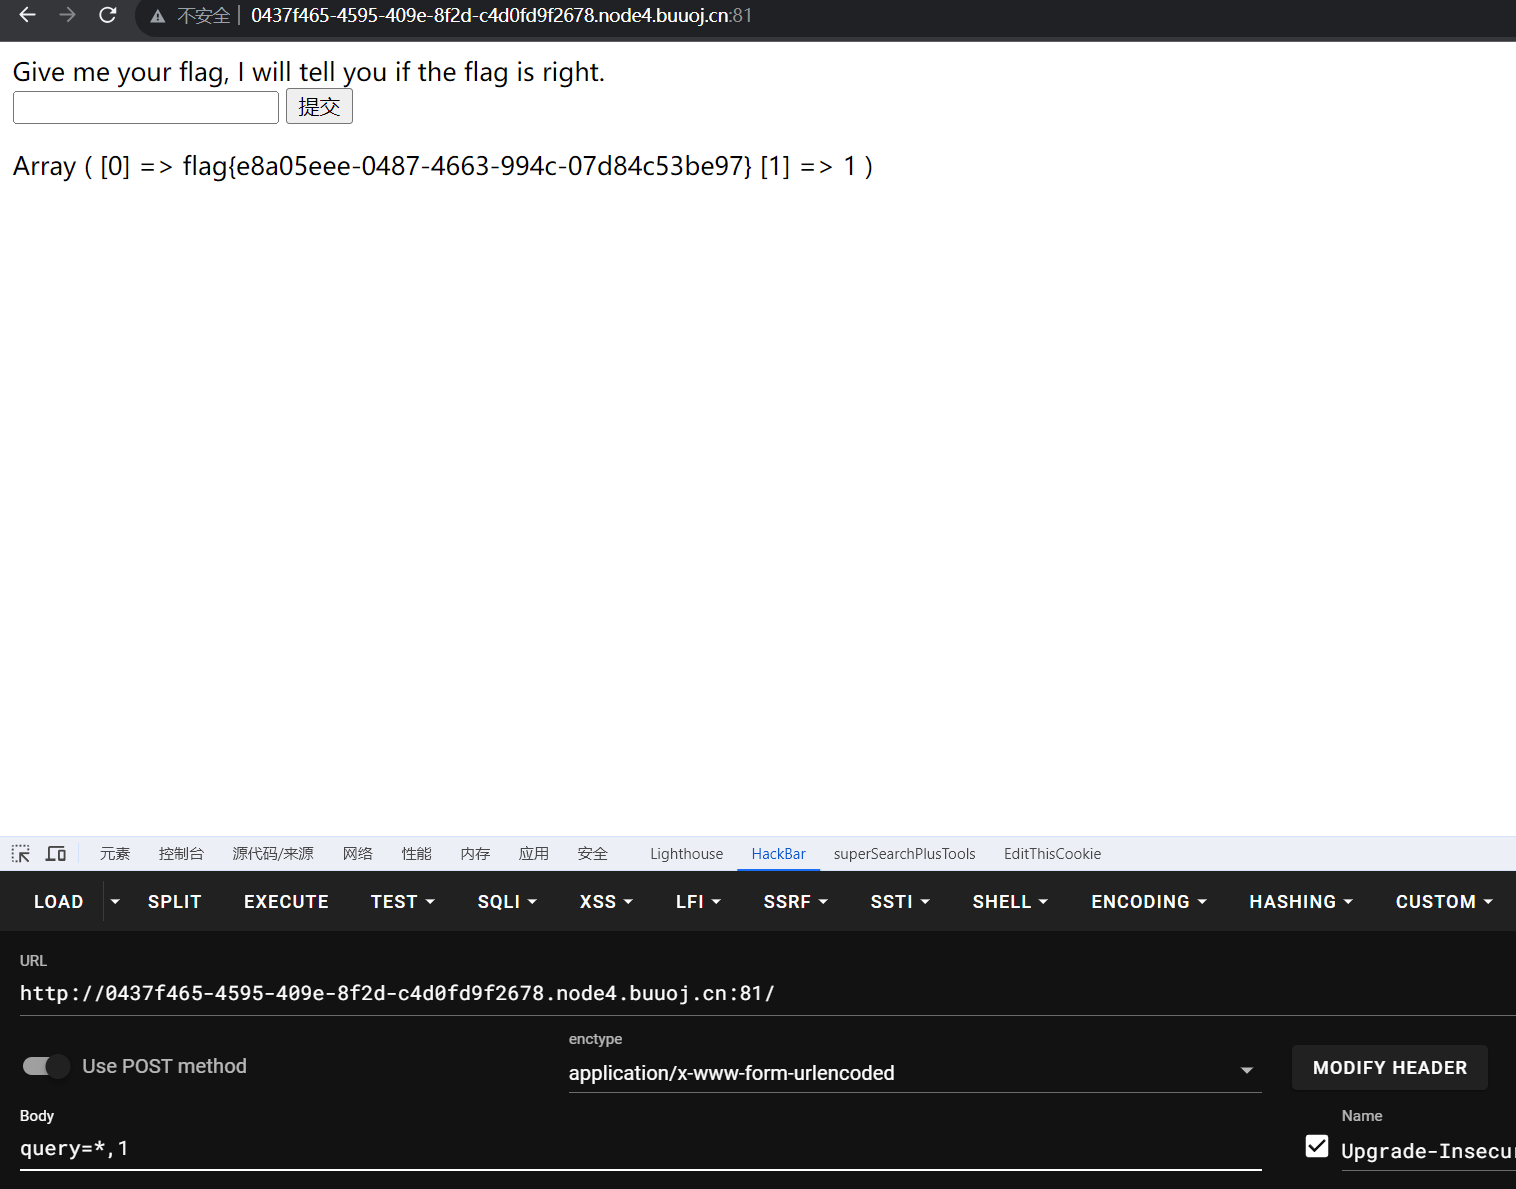 不安全 0437f465-4595-409e-8f2d-c4d0fd9f2678.node4.buuoj.cn:81
Give me your flag, I will tell you if the flag is right.
提交
Array ( [0] => flag{e8a05eee-0487-4663-994c-07d84c53be97} [1] => 1 )
元素 控制台 源代码/来源 网络 性能 内存 应用 安全 Lighthouse HackBar superSearchPlusTools EditThisCookie
LOAD SPLIT EXECUTE TEST SQLI XSS LFI SSRF SSTI SHELL ENCODING HASHING CUSTOM
URL
http://0437f465-4595-409e-8f2d-c4d0fd9f2678.node4.buuoj.cn:81/
enctype
Use POST method application/x-www-form-urlencoded MODIFY HEADER
Body Name
query=*,1 Upgrade-Insecur